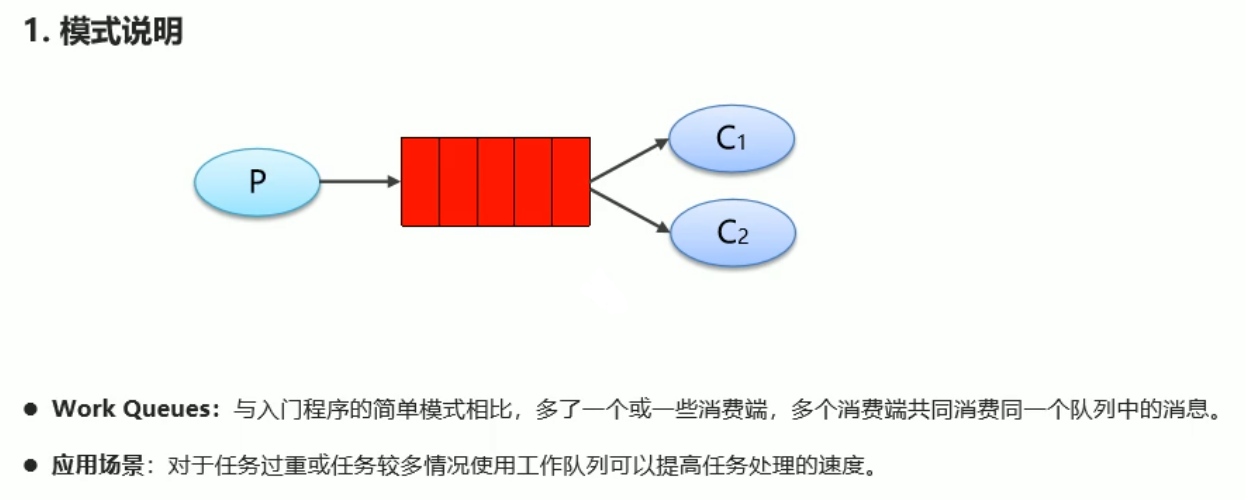 1. 模式说明
P
C1
C2
● Work Queues：与入门程序的简单模式相比，多了一个或一些消费端，多个消费端共同消费同一个队列中的消息。
● 应用场景：对于任务过重或任务较多情况使用工作队列可以提高任务处理的速度。